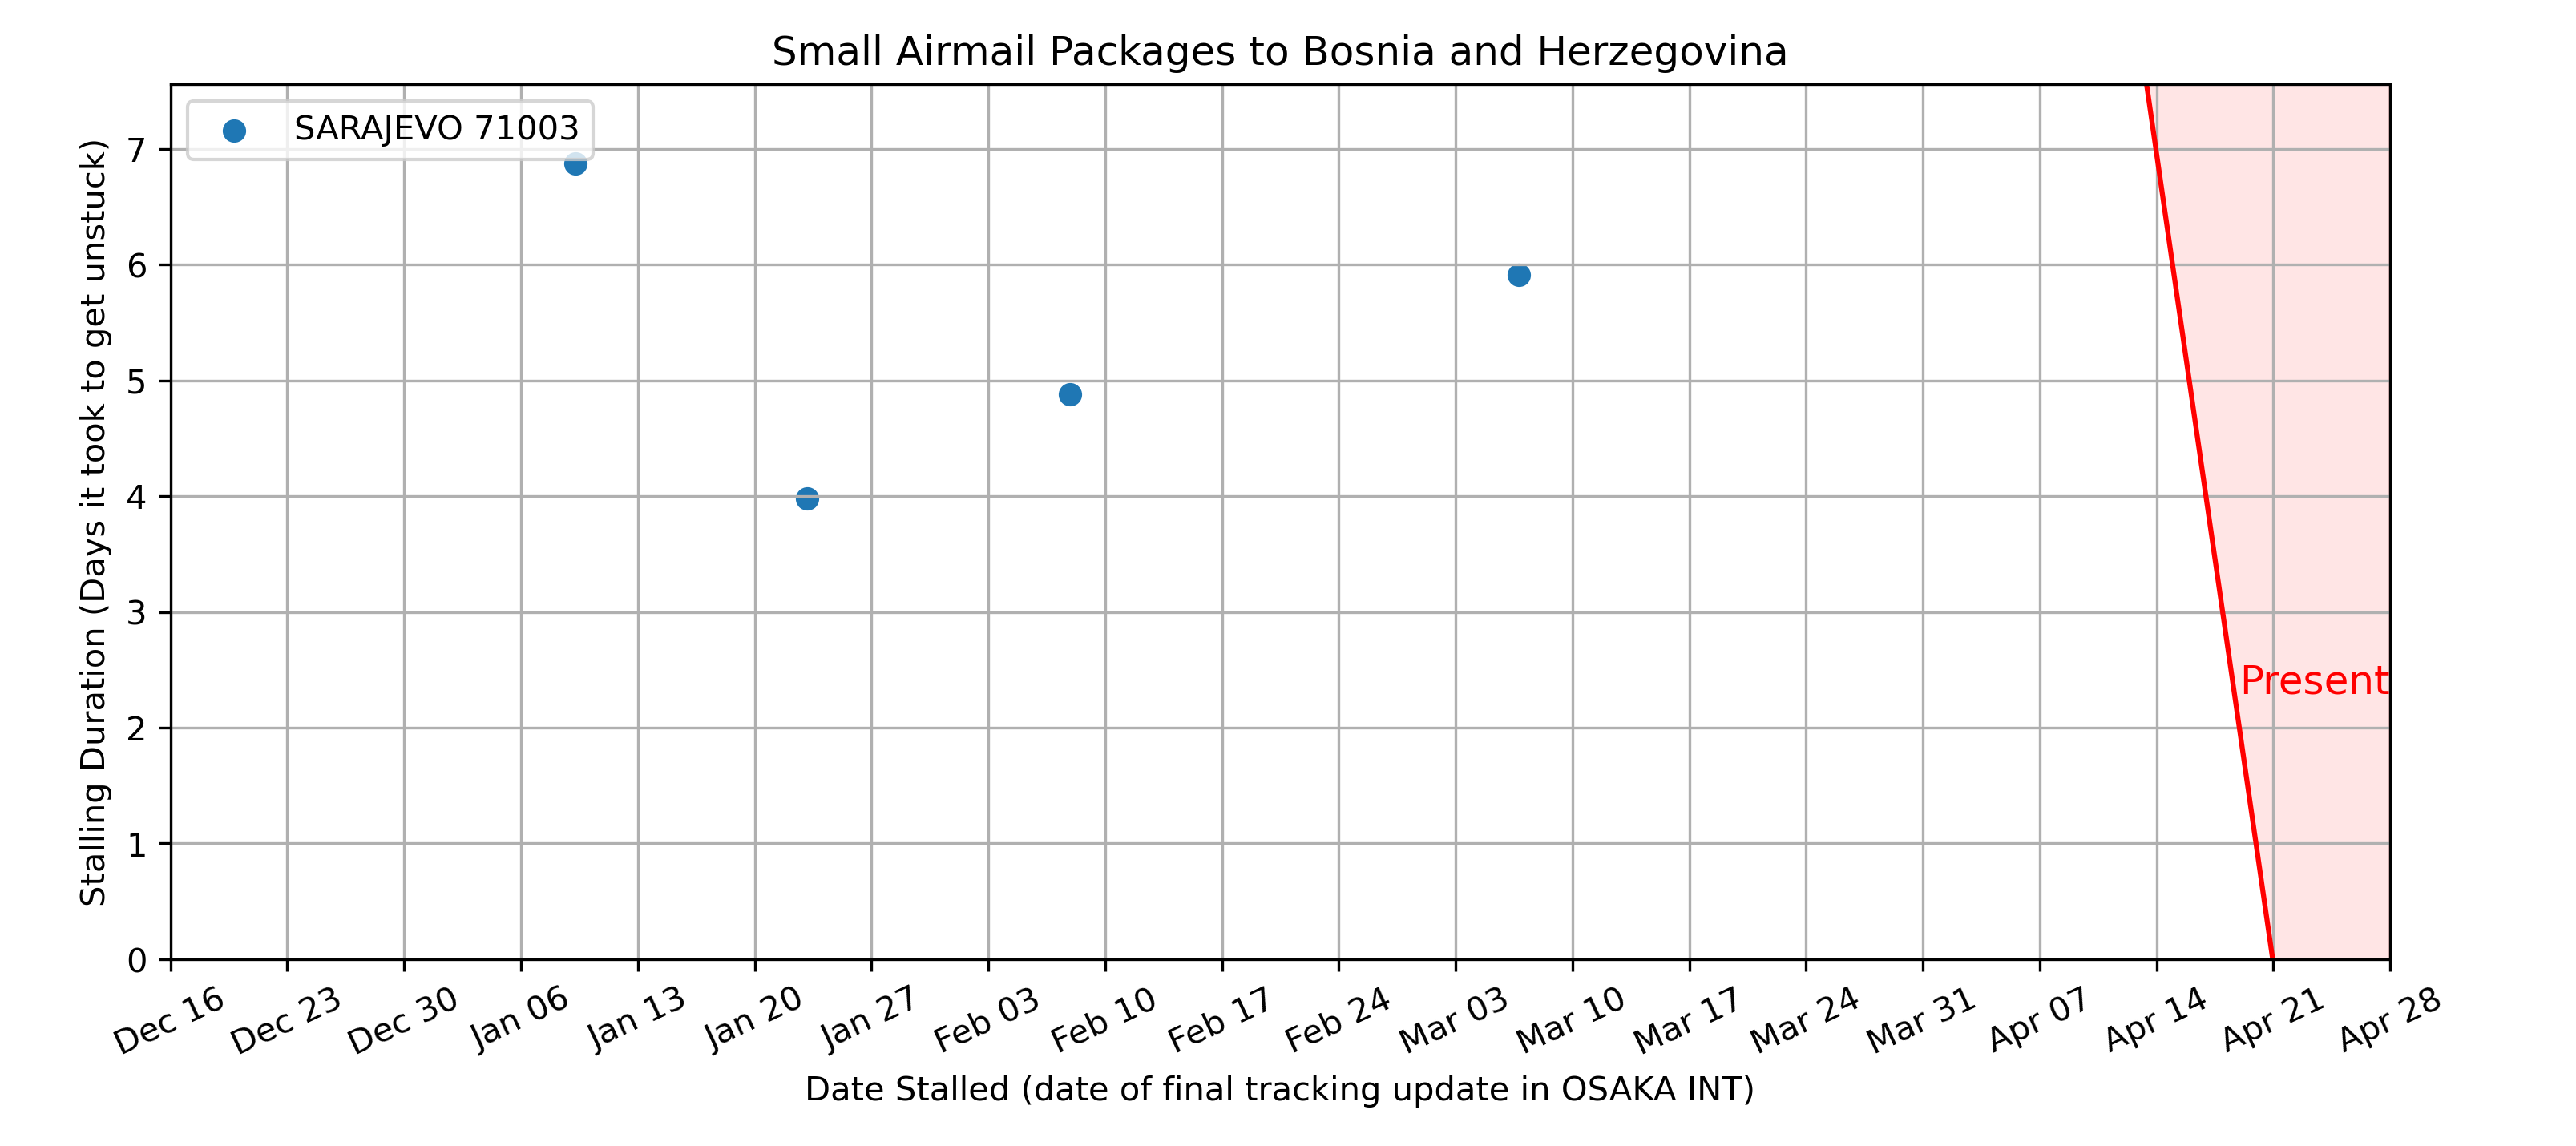 Small Airmail Packages to Bosnia and Herzegovina
SARAJEVO 71003
Stalling Duration (Days it took to get unstuck)
7
6
5
4
3
2
1
0
Present
Dec 16
Dec 23
Dec 30
Jan 06
Jan 13
Jan 20
Jan 27
Feb 03
Feb 10
Feb 17
Feb 24
Mar 03
Mar 10
Mar 17
Mar 24
Mar 31
Apr 07
Apr 14
Apr 21
Apr 28
Date Stalled (date of final tracking update in OSAKA INT)